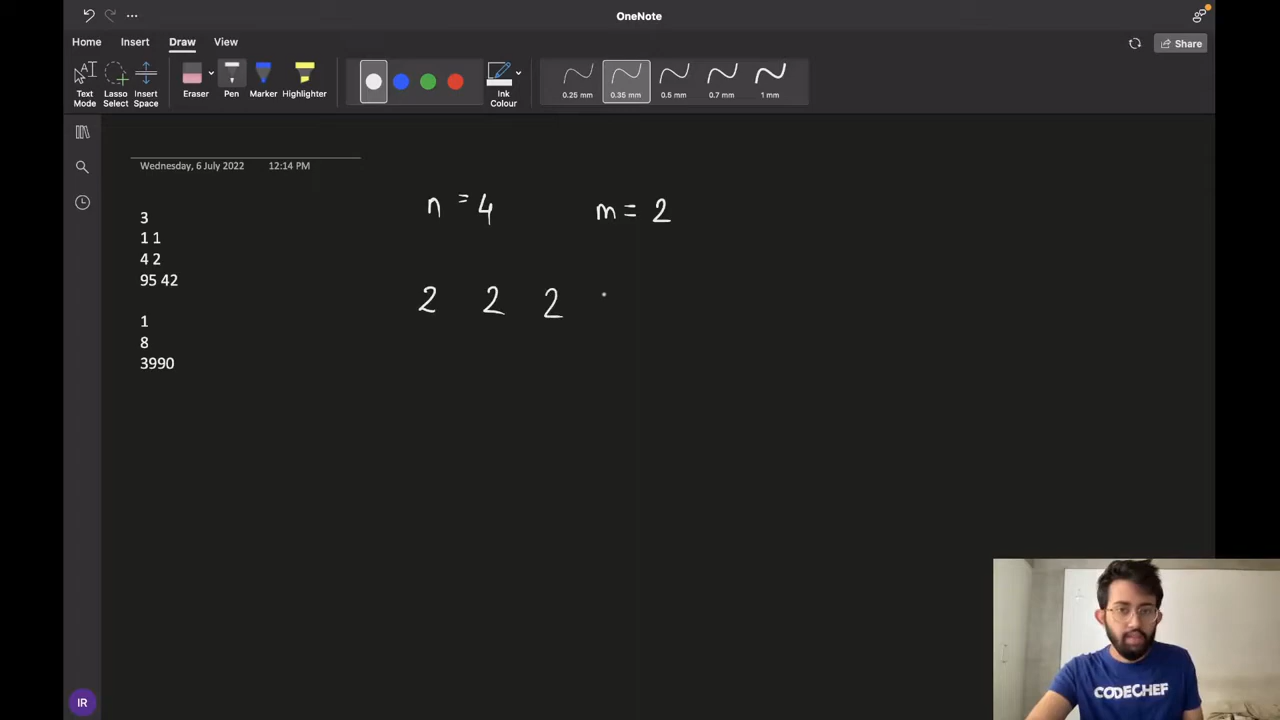 OneNote
Home Insert Draw View
Share
Text Mode
Lasso Select
Insert Space
Eraser
Pen
Marker
Highlighter
Ink Colour
0.25 mm
0.35 mm
0.5 mm
0.7 mm
1 mm
Wednesday, 6 July 2022 12:14 PM
n = 4 m = 2
3
1 1
4 2
95 42
2 2 2
1
8
3990
CODECHEF
IR